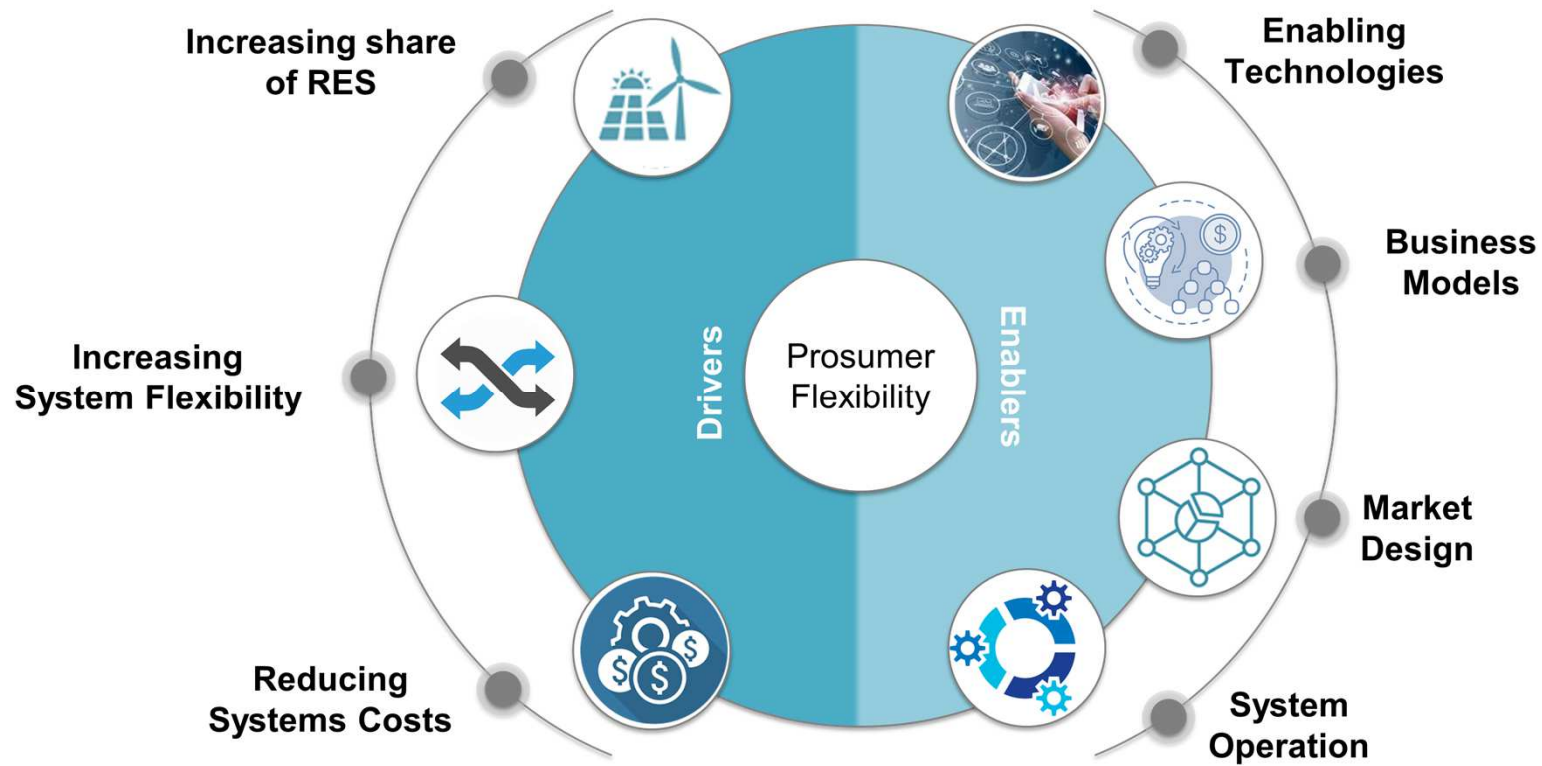 Increasing share
of RES
Increasing
System Flexibility
Reducing
Systems Costs
Drivers
Prosumer
Flexibility
Enablers
Enabling
Technologies
$
Business
Models
Market
Design
System
Operation
$
$
$